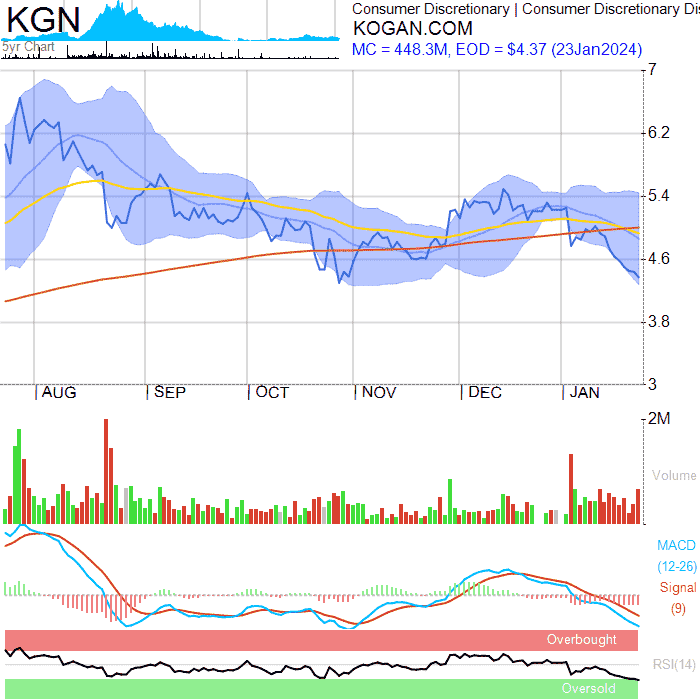 KGN
5yr Chart
Consumer Discretionary | Consumer Discretionary Dis
KOGAN.COM
MC = 448.3M, EOD = $4.37 (23Jan2024)
7
6.2
5.4
4.6
3.8
3
AUG SEP OCT NOV DEC JAN
2M
Volume
MACD
(12-26)
Signal
(9)
Overbought
RSI(14)
Oversold